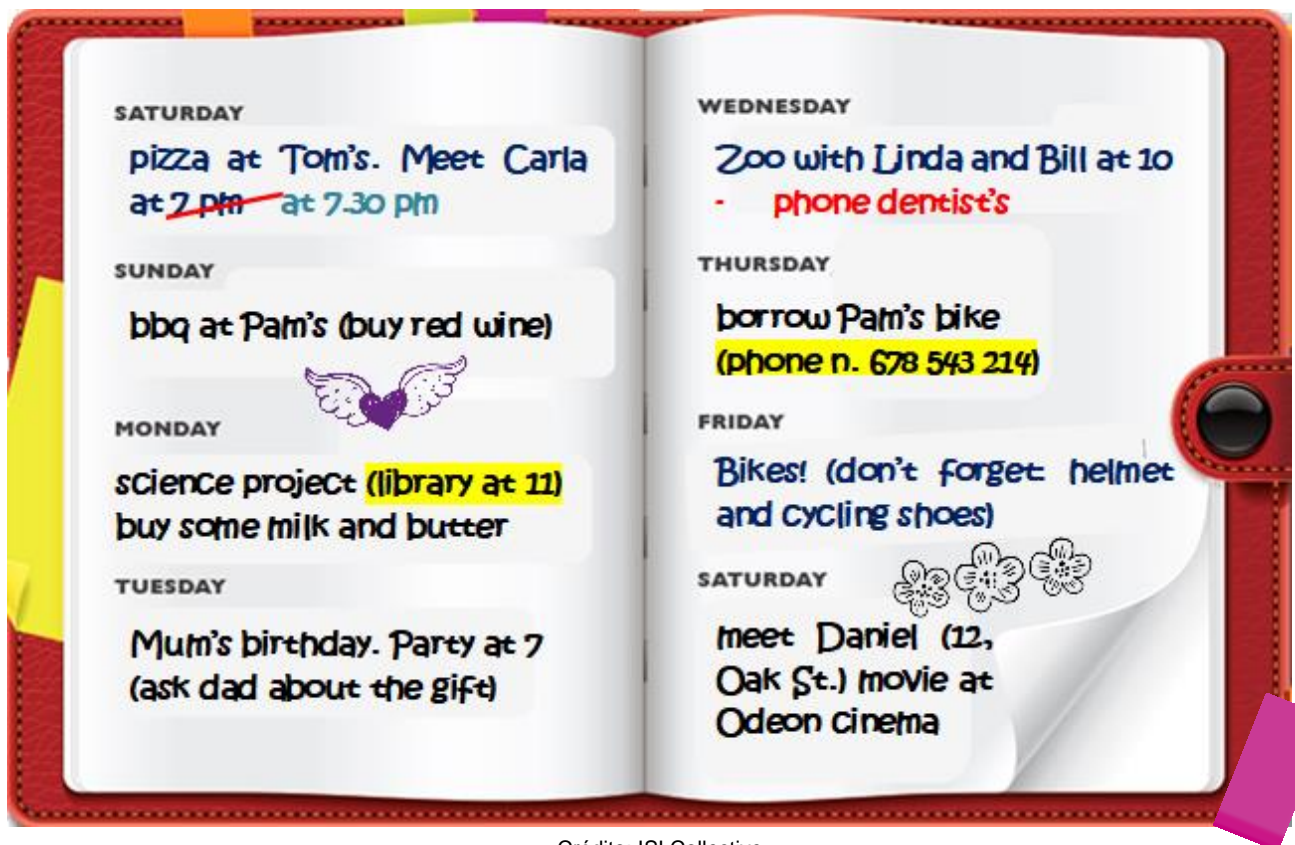 SATURDAY
pizza at Tom's. Meet Carla
at 7 pm at 7.30 pm
SUNDAY
bbq at Pam's (buy red wine)
MONDAY
science project (library at 11)
buy some milk and butter
TUESDAY
Mum's birthday. Party at 7
(ask dad about the gift)
WEDNESDAY
Zoo with Linda and Bill at 10
- phone dentist's
THURSDAY
borrow Pam's bike
(phone n. 678 543 214)
FRIDAY
Bikes! (don't forget helmet
and cycling shoes)
SATURDAY
meet Daniel (12,
Oak St.) movie at
Odeon cinema